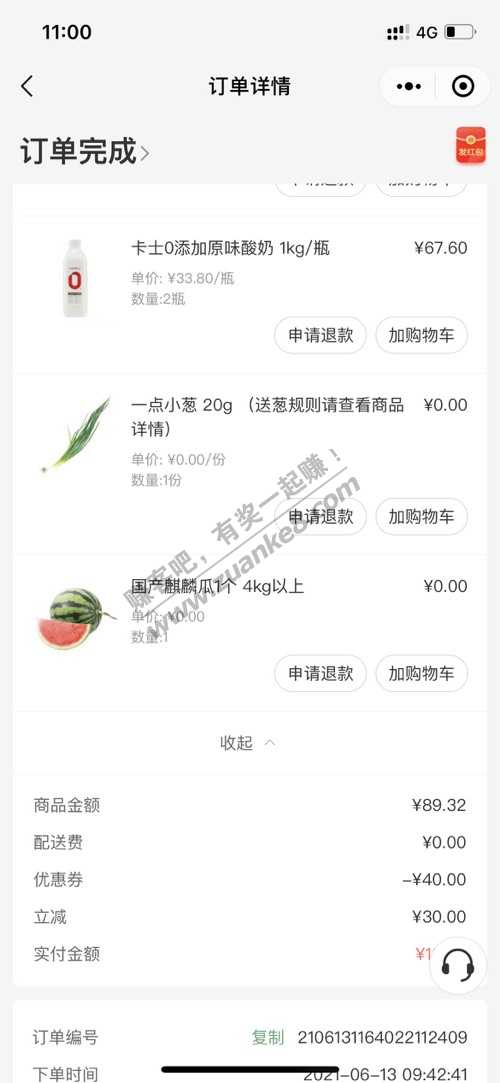 11:00
4G
订单详情
订单完成
发红包
申请退款
加购物车
卡士0添加原味酸奶 1kg/瓶
¥67.60
单价: ¥33.80/瓶
数量:2瓶
申请退款
加购物车
一点小葱 20g （送葱规则请查看商品
¥0.00
详情）
单价: ¥0.00/份
数量:1份
申请退款
加购物车
赚客吧，有奖一起赚！
www.zuanke8.com
国产麒麟瓜1个 4kg以上
¥0.00
单价: ¥0.00
数量:1
申请退款
加购物车
收起
商品金额
¥89.32
配送费
¥0.00
优惠券
-¥40.00
立减
¥30.00
实付金额
¥1
订单编号
复制
2106131164022112409
下单时间
2021-06-13 09:42:41